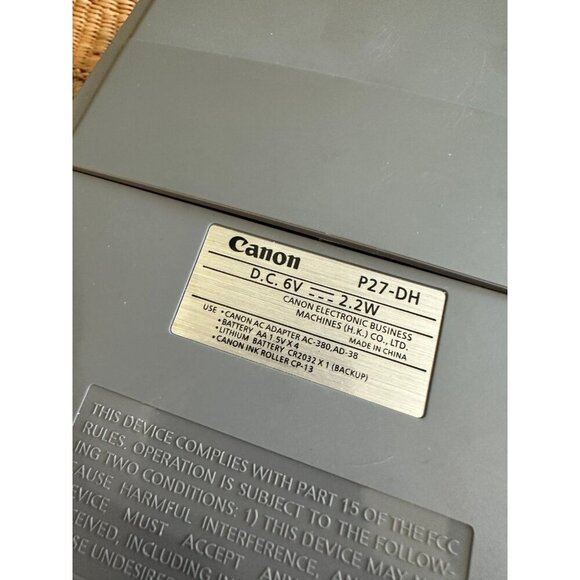 Canon P27-DH
D.C. 6V ⎓ 2.2W
CANON ELECTRONIC BUSINESS
MACHINES (H.K.) CO., LTD.
MADE IN CHINA
USE •CANON AC ADAPTER AC-380,AD-38
•BATTERY AA 1.5V X 4
•LITHIUM BATTERY CR2032 X 1 (BACKUP)
•CANON INK ROLLER CP-13
THIS DEVICE COMPLIES WITH PART 15 OF THE FCC
RULES. OPERATION IS SUBJECT TO THE FOLLOW-
ING TWO CONDITIONS: 1) THIS DEVICE MAY
CAUSE HARMFUL INTERFERENCE,
DEVICE MUST ACCEPT
INCLUDING
UNDESIRED